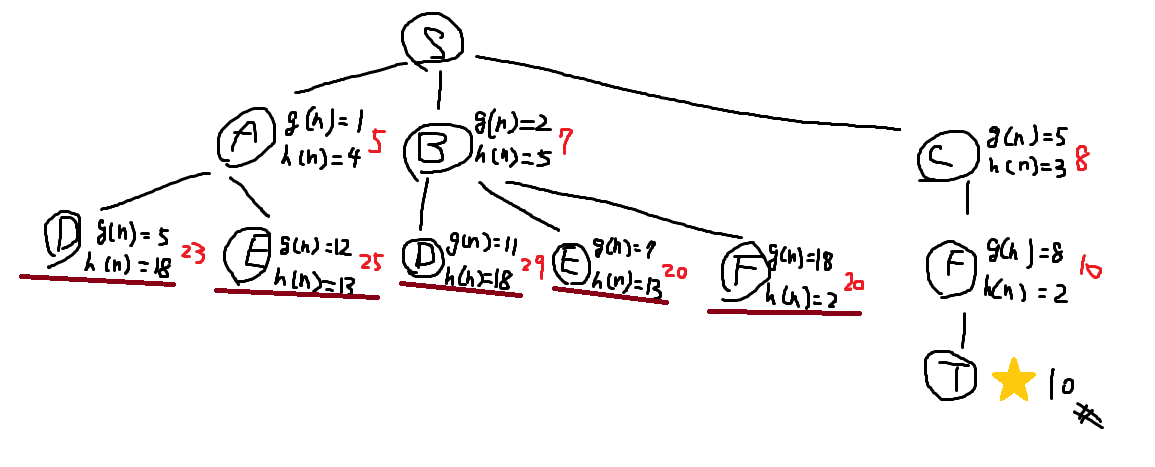 S
A
g(n)=1
h(n)=4
5
B
g(n)=2
h(n)=5
7
C
g(n)=5
h(n)=3
8
D
g(n)=5
h(n)=18
23
E
g(n)=12
h(n)=13
25
D
g(n)=11
h(n)=18
29
E
g(n)=7
h(n)=13
20
F
g(n)=18
h(n)=2
20
F
g(n)=8
h(n)=2
10
T
10
#